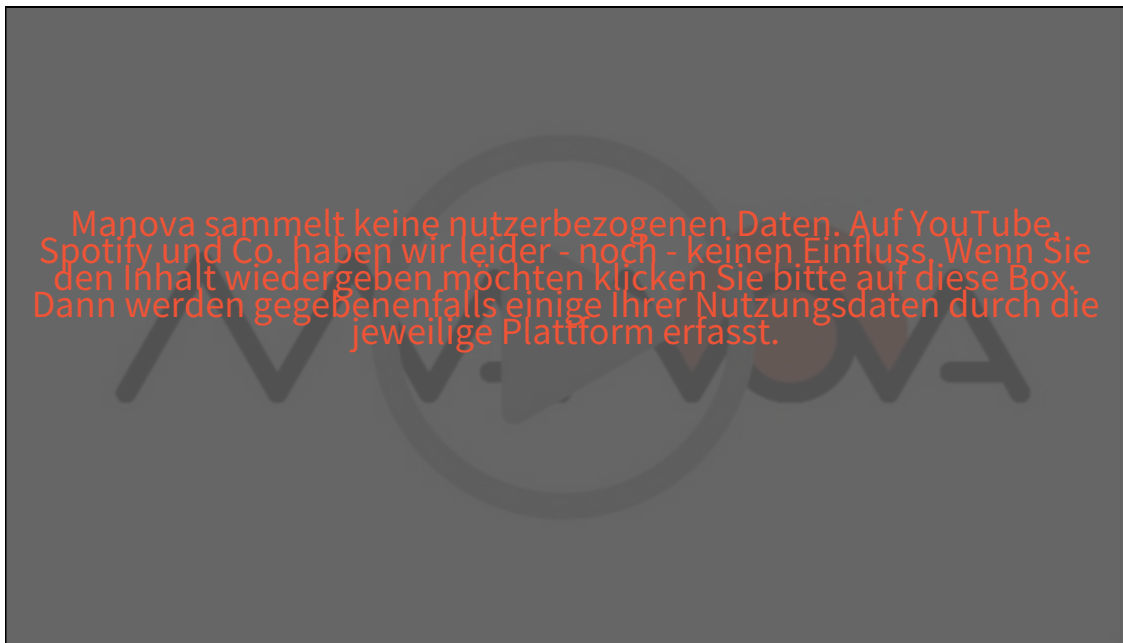 Manova sammelt keine nutzerbezogenen Daten. Auf YouTube,
Spotify und Co. haben wir leider - noch - keinen Einfluss. Wenn Sie
den Inhalt wiedergeben möchten klicken Sie bitte auf diese Box.
Dann werden gegebenenfalls einige Ihrer Nutzungsdaten durch die
jeweilige Plattform erfasst.
MANOVA